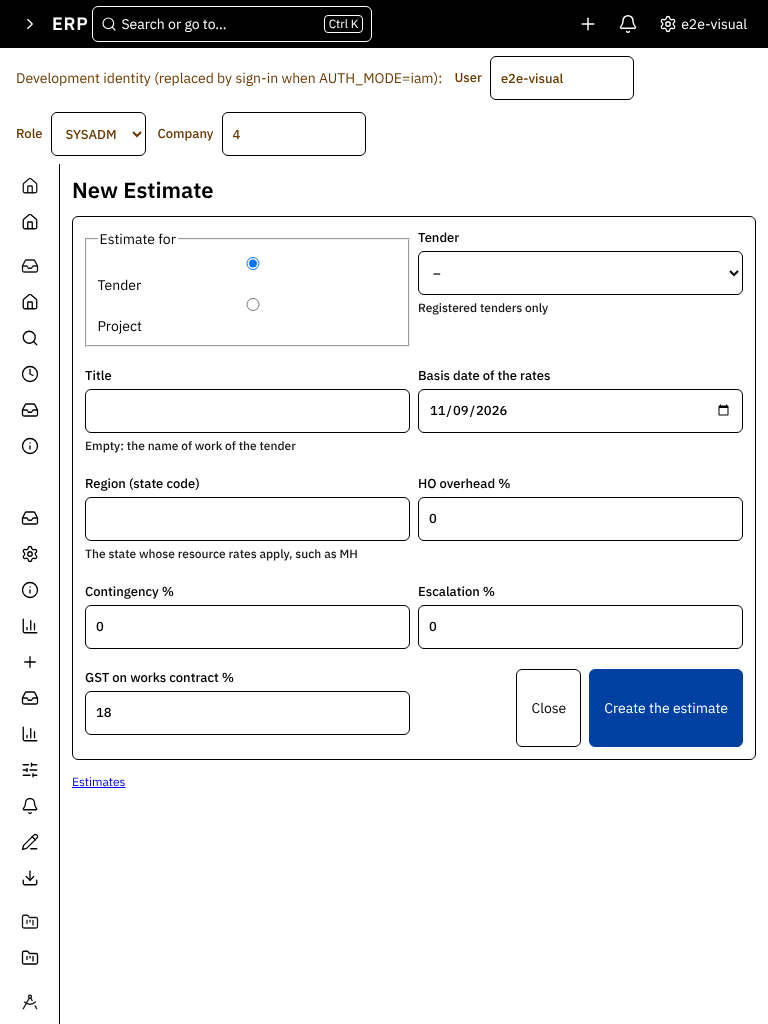 ERP Search or go to... Ctrl K e2e-visual
Development identity (replaced by sign-in when AUTH_MODE=iam): User e2e-visual
Role SYSADM Company 4
New Estimate
Estimate for
Tender
Project
Tender
–
Registered tenders only
Title
Empty: the name of work of the tender
Basis date of the rates
11/09/2026
Region (state code)
The state whose resource rates apply, such as MH
HO overhead %
0
Contingency %
0
Escalation %
0
GST on works contract %
18
Close
Create the estimate
Estimates